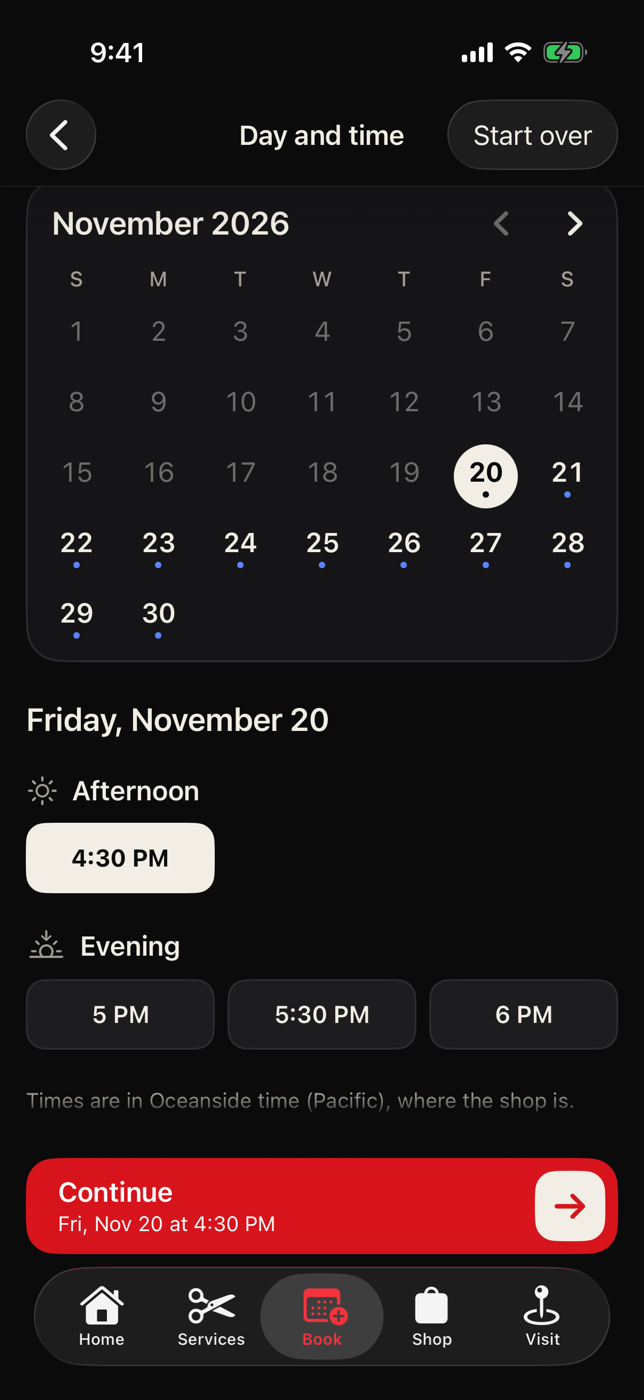 9:41
Day and time
Start over
November 2026
S M T W T F S
1 2 3 4 5 6 7
8 9 10 11 12 13 14
15 16 17 18 19 20 21
22 23 24 25 26 27 28
29 30
Friday, November 20
Afternoon
4:30 PM
Evening
5 PM 5:30 PM 6 PM
Times are in Oceanside time (Pacific), where the shop is.
Continue
Fri, Nov 20 at 4:30 PM
Home Services Book Shop Visit